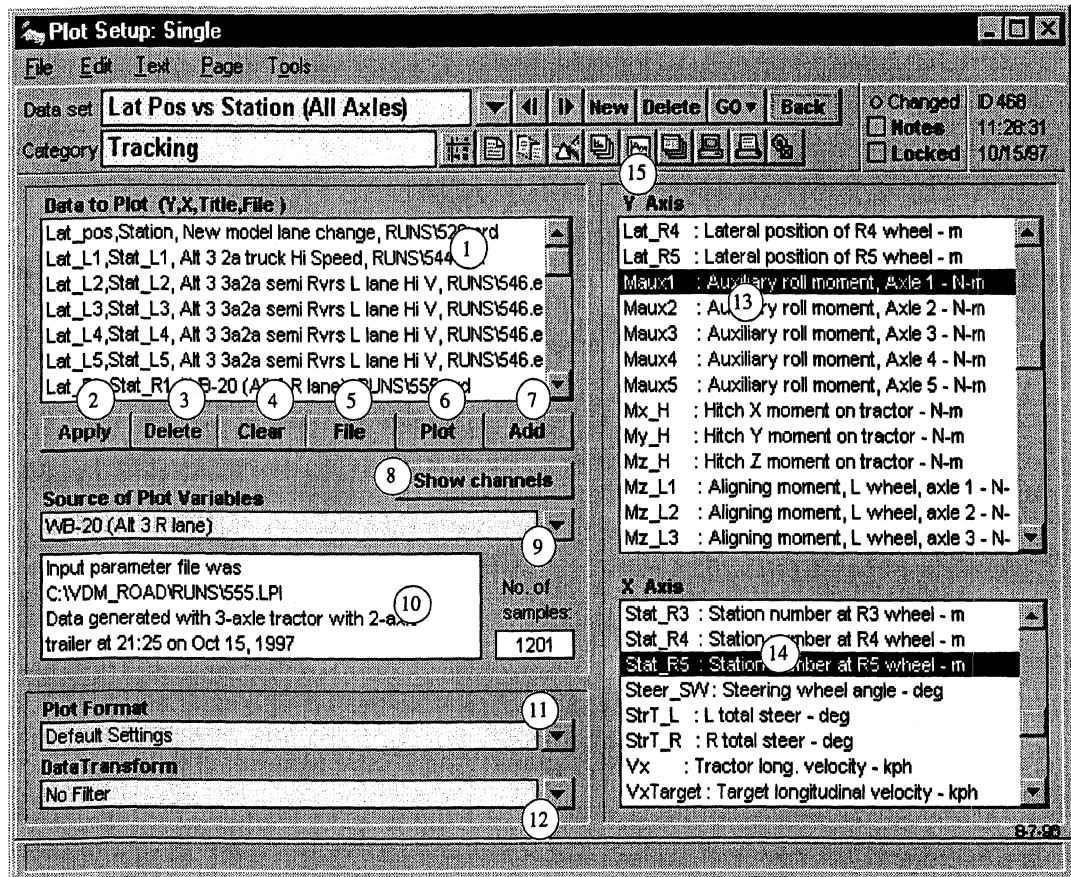 Plot Setup: Single
File Edit Text Page Tools
Data set Lat Pos vs Station (All Axles) New Delete GO Back Changed ID 468
Notes 11:28:31
Category Tracking Locked 10/15/97
15
Data to Plot (Y,X,Title,File )
Lat_pos,Station, New model lane change, RUNS\
1
Lat_L1,Stat_L1, Alt 3 2a truck Hi Speed, RUNS\544
Lat_L2,Stat_L2, Alt 3 3a2a semi Rvrs L lane Hi V, RUNS\546.e
Lat_L3,Stat_L3, Alt 3 3a2a semi Rvrs L lane Hi V, RUNS\546.e
Lat_L4,Stat_L4, Alt 3 3a2a semi Rvrs L lane Hi V, RUNS\546.e
Lat_L5,Stat_L5, Alt 3 3a2a semi Rvrs L lane Hi V, RUNS\546.e
Stat_R1
2 3 4 5 6 7
Apply Delete Clear File Plot Add
8 Show channels
Source of Plot Variables
WB-20 (Alt 3 R lane)
9
Input parameter file was
C:\VDM_ROAD\RUNS\555.LPI
Data generated with 3-axle tractor with
10
trailer at 21:25 on Oct 15, 1997
No. of
samples:
1201
Plot Format
11
Default Settings
DataTransform
No Filter
12
Y Axis
Lat_R4 : Lateral position of R4 wheel - m
Lat_R5 : Lateral position of R5 wheel - m
Maux1 : Auxiliary roll moment, Axle 1 - N-m
13
Maux2 : roll moment, Axle 2 - N-m
Maux3 : Auxiliary roll moment, Axle 3 - N-m
Maux4 : Auxiliary roll moment, Axle 4 - N-m
Maux5 : Auxiliary roll moment, Axle 5 - N-m
Mx_H : Hitch X moment on tractor - N-m
My_H : Hitch Y moment on tractor - N-m
Mz_H : Hitch Z moment on tractor - N-m
Mz_L1 : Aligning moment, L wheel, axle 1 - N-
Mz_L2 : Aligning moment, L wheel, axle 2 - N-
Mz_L3 : Aligning moment, L wheel, axle 3 - N-
X Axis
Stat_R3 : Station number at R3 wheel - m
Stat_R4 : Station number at R4 wheel - m
14
Stat_R5 : Station number at R5 wheel - m
Steer_SW: Steering wheel angle - deg
StrT_L : L total steer - deg
StrT_R : R total steer - deg
Vx : Tractor long. velocity - kph
VxTarget : Target longitudinal velocity - kph
8-7-96